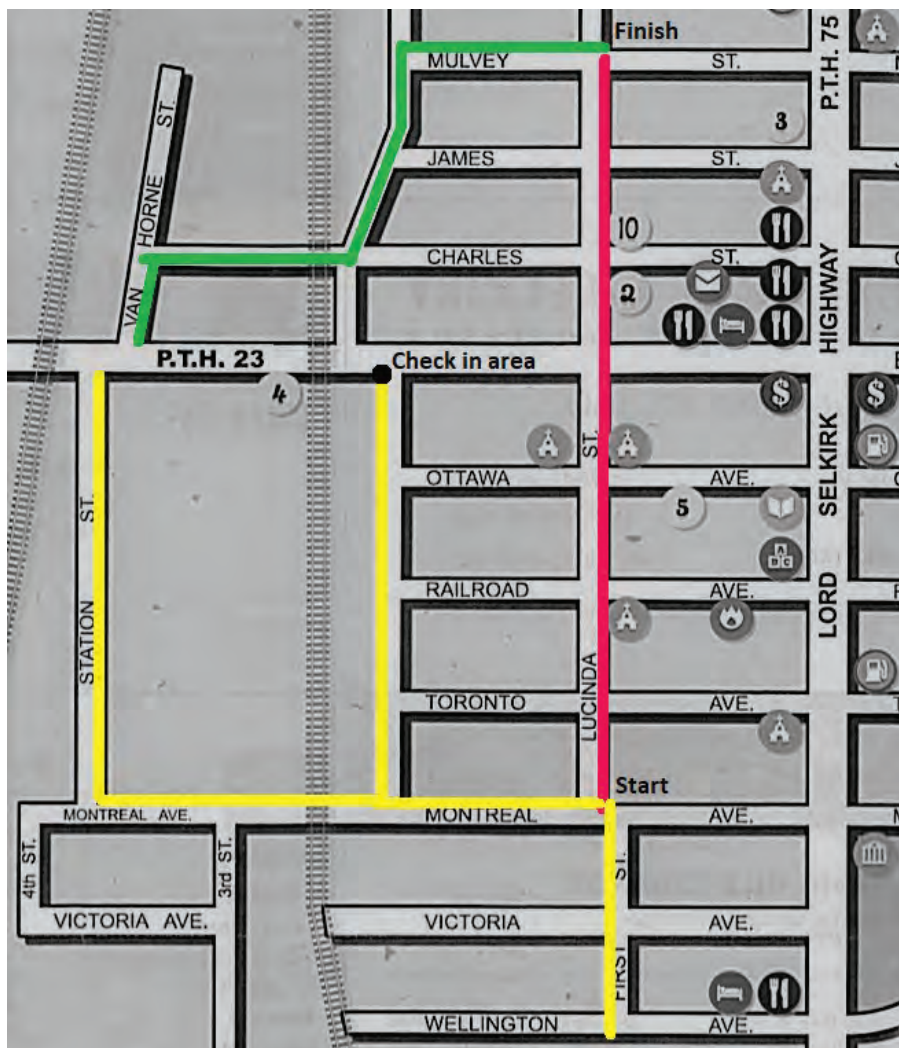 Finish
MULVEY ST.
P.T.H. 75
HORNE ST.
3
JAMES ST.
10
CHARLES ST.
2
VAN
HIGHWAY
P.T.H. 23
Check in area
4
$
$
ST.
OTTAWA AVE.
5
SELKIRK
STATION ST.
A
B C
RAILROAD AVE.
LORD
LUCINDA
TORONTO AVE.
Start
MONTREAL AVE.
MONTREAL AVE.
4th ST.
3rd ST.
ST.
VICTORIA AVE.
VICTORIA AVE.
FIRST
WELLINGTON AVE.